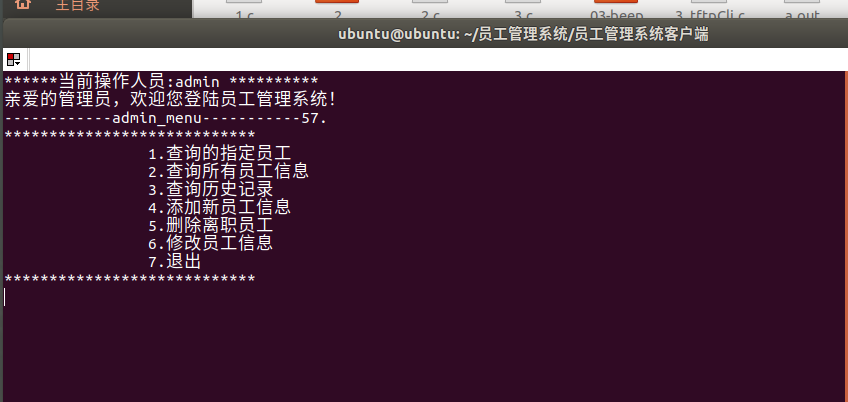 主目录
1.c 2 2.c 3.c 03-beep 3_tftpCli.c a.out
ubuntu@ubuntu: ~/员工管理系统/员工管理系统客户端
******当前操作人员:admin **********
亲爱的管理员，欢迎您登陆员工管理系统!
------------admin_menu-----------57.
****************************
1.查询的指定员工
2.查询所有员工信息
3.查询历史记录
4.添加新员工信息
5.删除离职员工
6.修改员工信息
7.退出
****************************